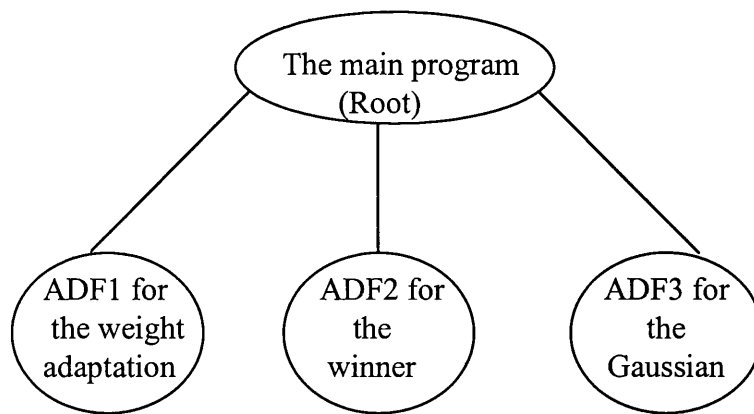 The main program
(Root)
ADF1 for
the weight
adaptation
ADF2 for
the
winner
ADF3 for
the
Gaussian